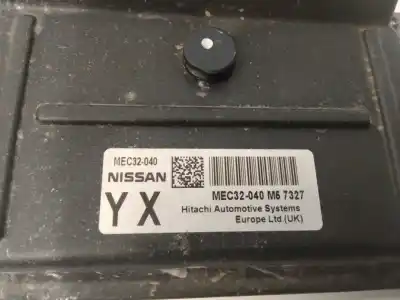 MEC32-040
NISSAN
YX
MEC32-040 M6 7327
Hitachi Automotive Systems
Europe Ltd (UK)